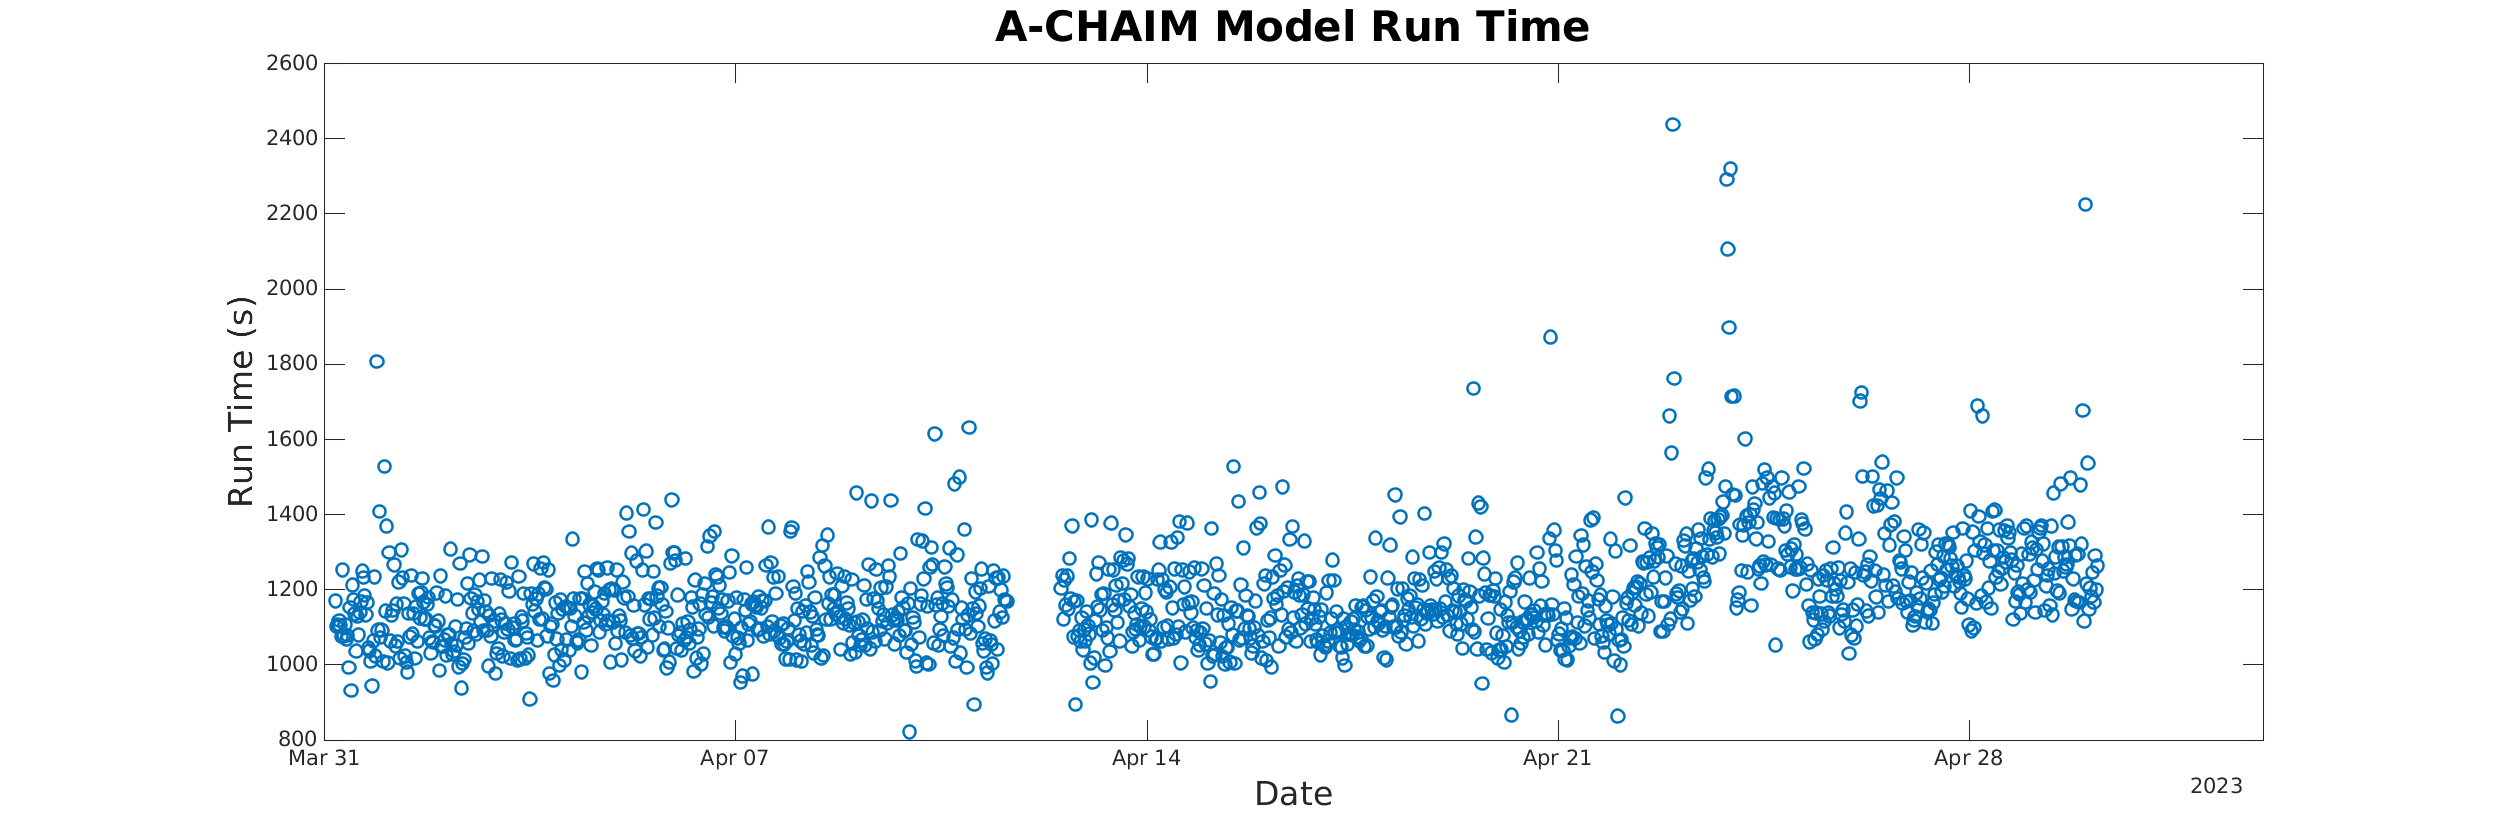 A-CHAIM Model Run Time
2600
2400
2200
2000
1800
1600
1400
1200
1000
800
Run Time (s)
Mar 31 Apr 07 Apr 14 Apr 21 Apr 28
2023
Date